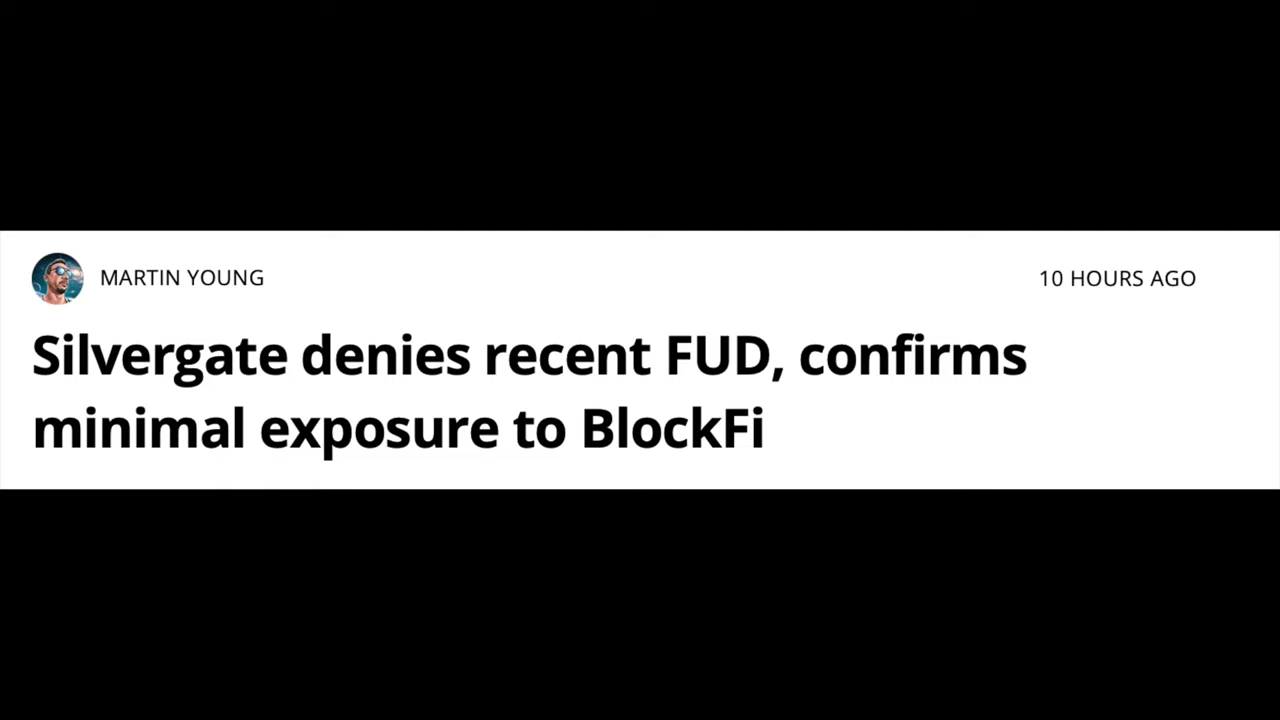 MARTIN YOUNG
10 HOURS AGO
Silvergate denies recent FUD, confirms
minimal exposure to BlockFi